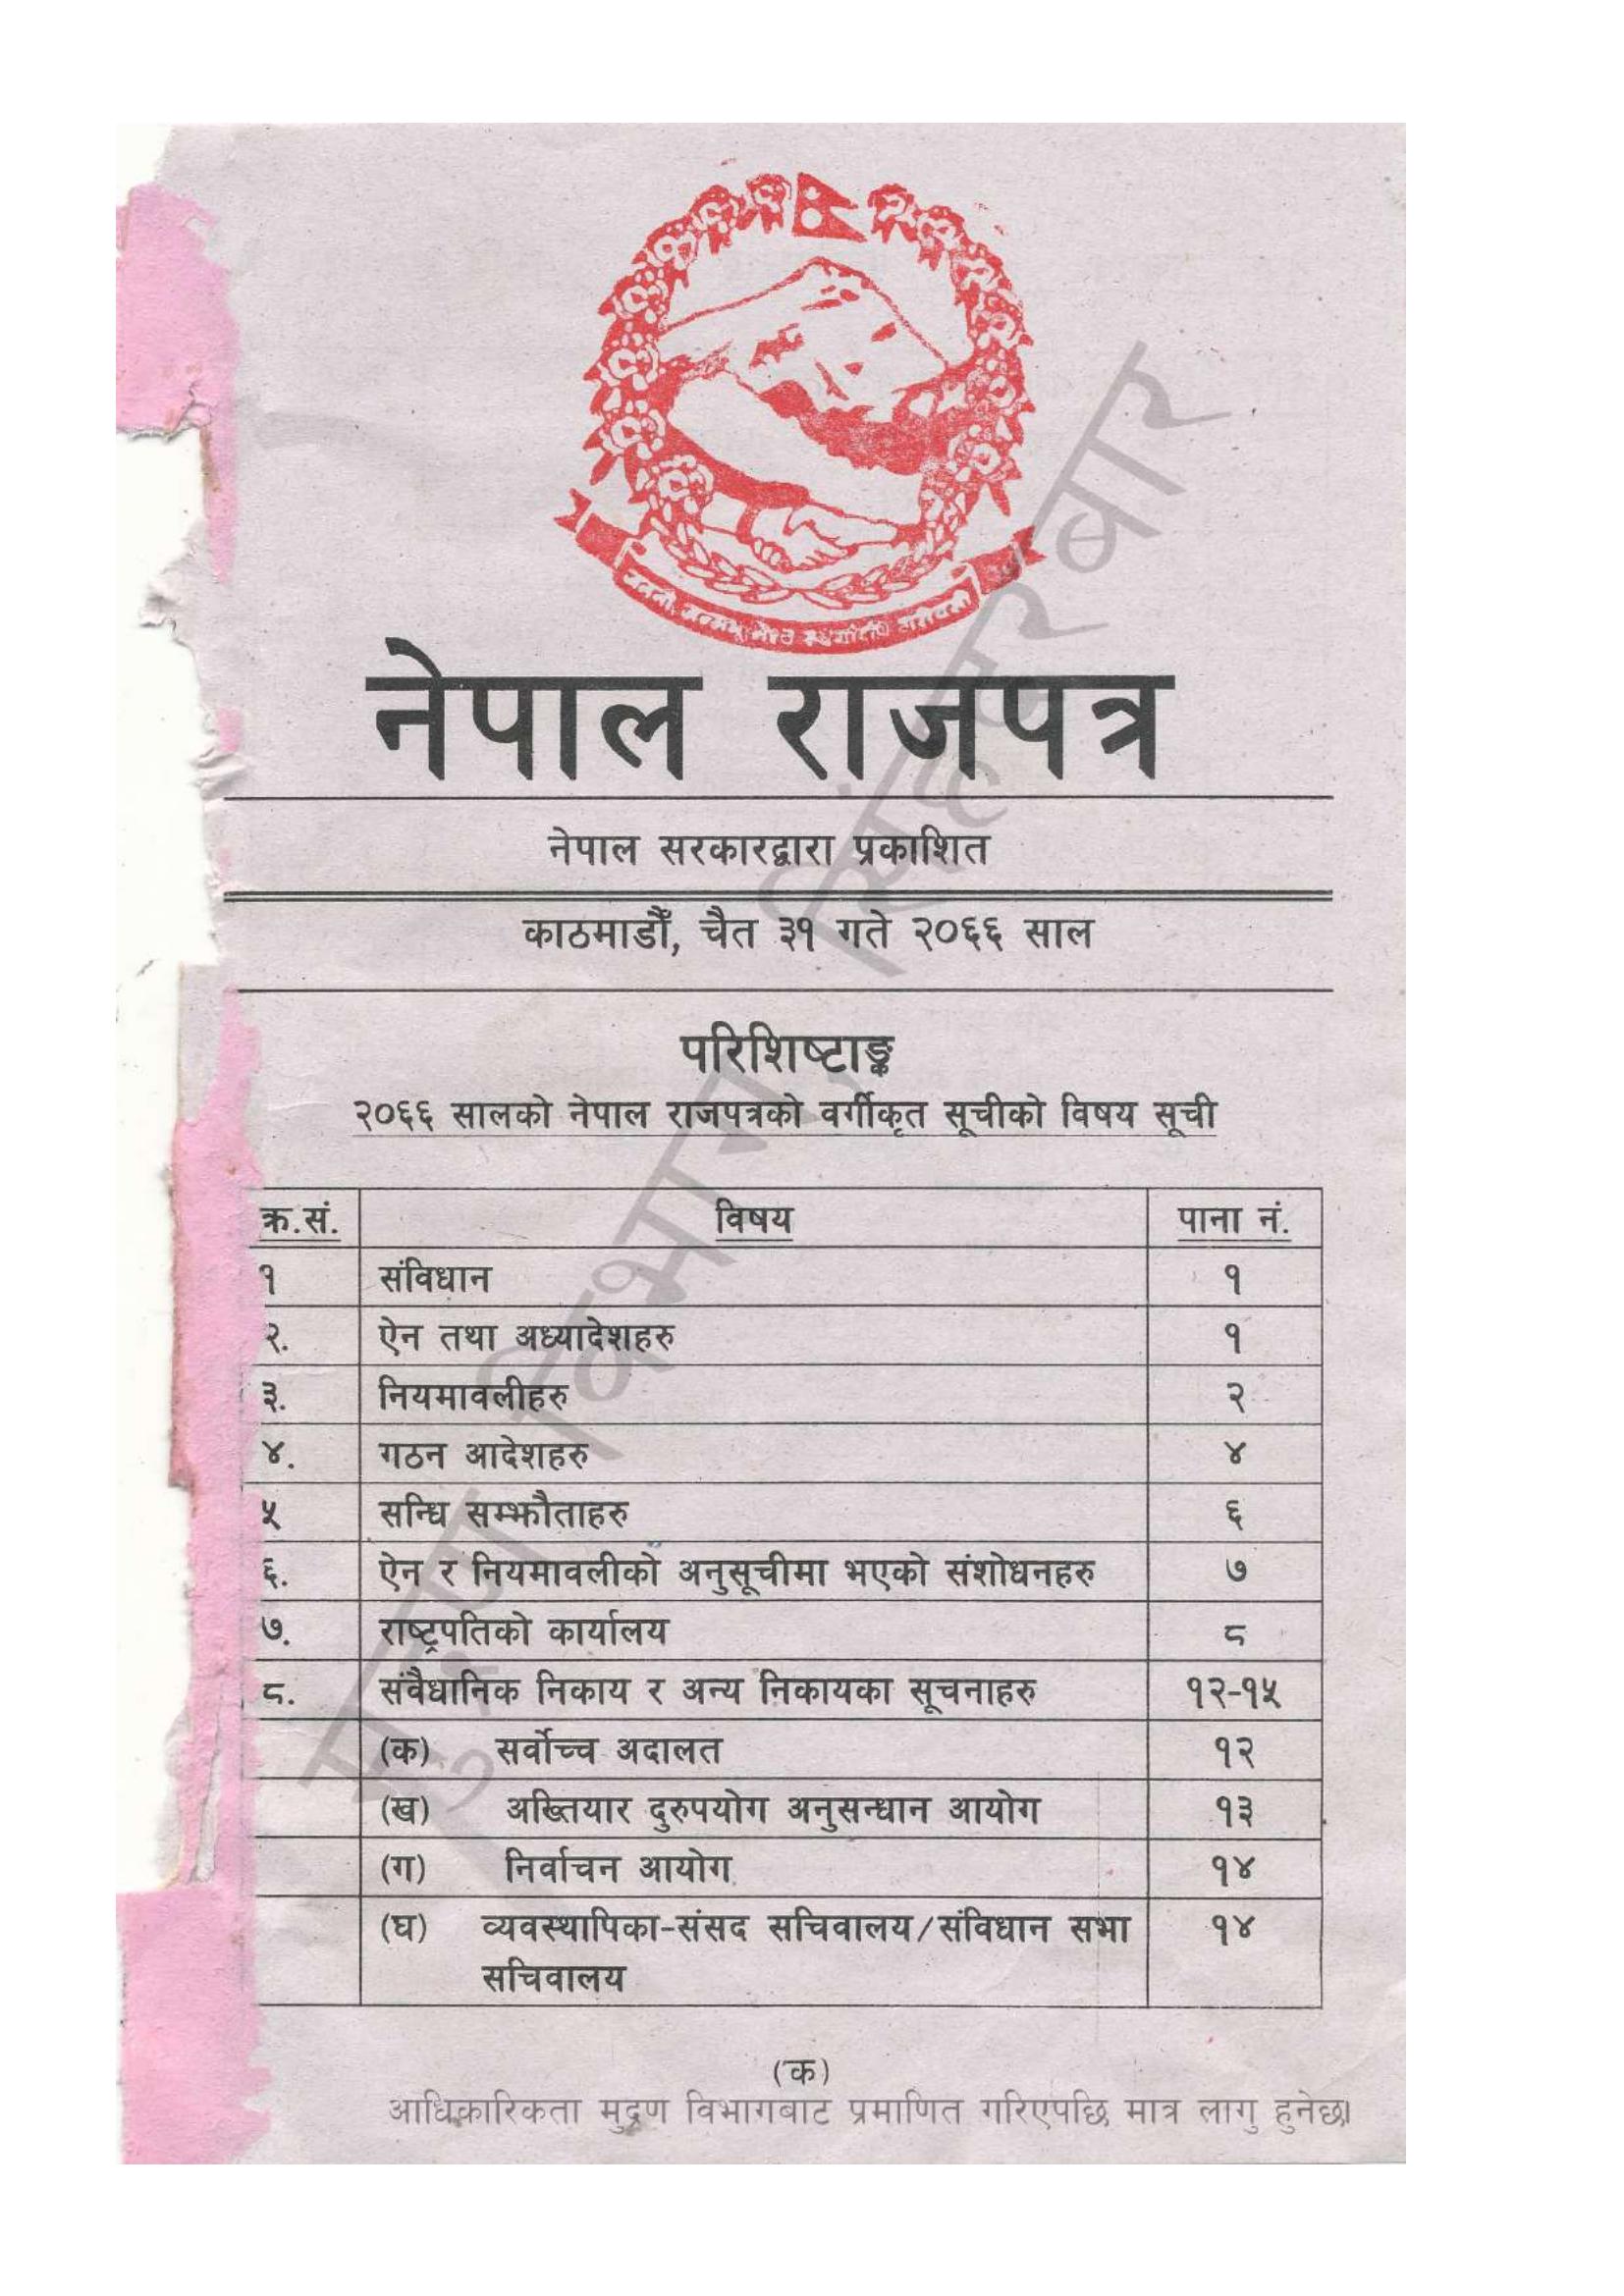 नेपाल राजपत्र
नेपाल सरकारद्वारा प्रकाशित
काठमाडौँ, चैत ३१ गते २०६६ साल
परिशिष्टाङ्क
२०६६ सालको नेपाल राजपत्रको वर्गीकृत सूचीको विषय सूची
क्र.सं. विषय पाना नं.
१ संविधान १
२. ऐन तथा अध्यादेशहरु १
३. नियमावलीहरु २
४. गठन आदेशहरु ४
५ सन्धि सम्झौताहरु ६
६. ऐन र नियमावलीको अनुसूचीमा भएको संशोधनहरु ७
७. राष्ट्रपतिको कार्यालय ८
८. संवैधानिक निकाय र अन्य निकायका सूचनाहरु १२-१५
(क) सर्वोच्च अदालत १२
(ख) अख्तियार दुरुपयोग अनुसन्धान आयोग १३
(ग) निर्वाचन आयोग १४
(घ) व्यवस्थापिका-संसद सचिवालय/संविधान सभा १४
सचिवालय
(क)
आधिकारिकता मुद्रण विभागबाट प्रमाणित गरिएपछि मात्र लागु हुनेछ।
मुद्रण विभाग, सिंहदरबार